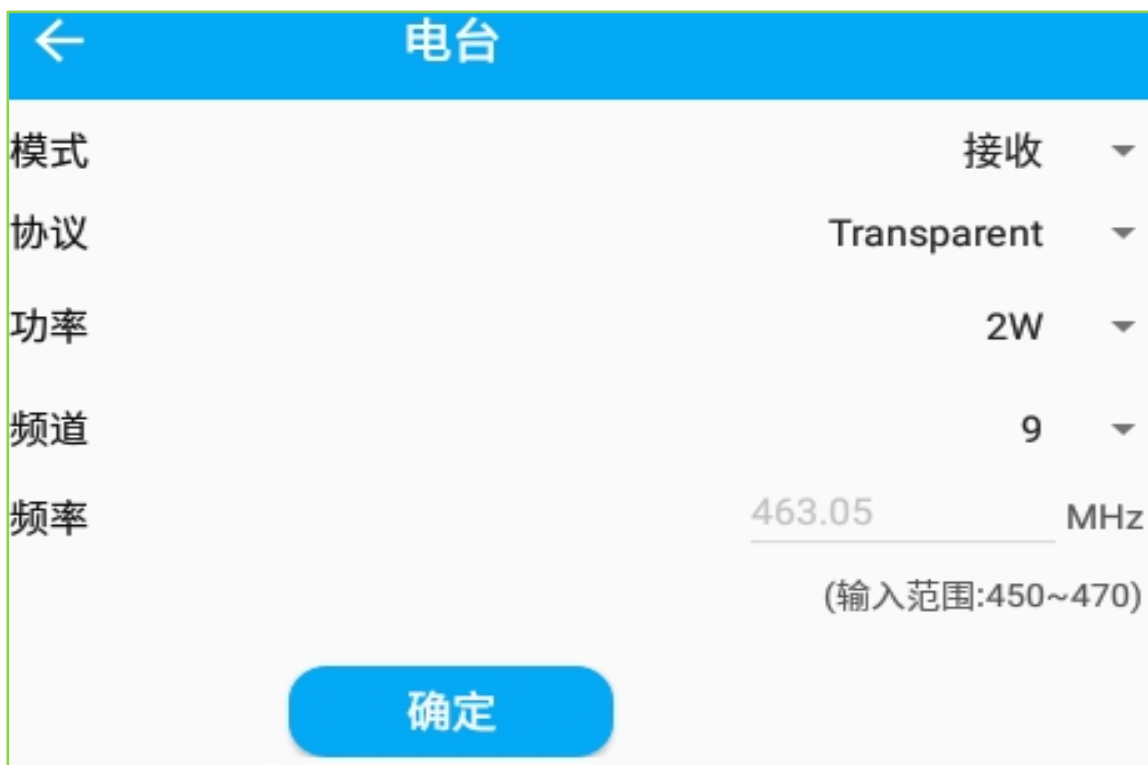 电台
模式 接收
协议 Transparent
功率 2W
频道 9
频率 463.05 MHz
(输入范围:450~470)
确定